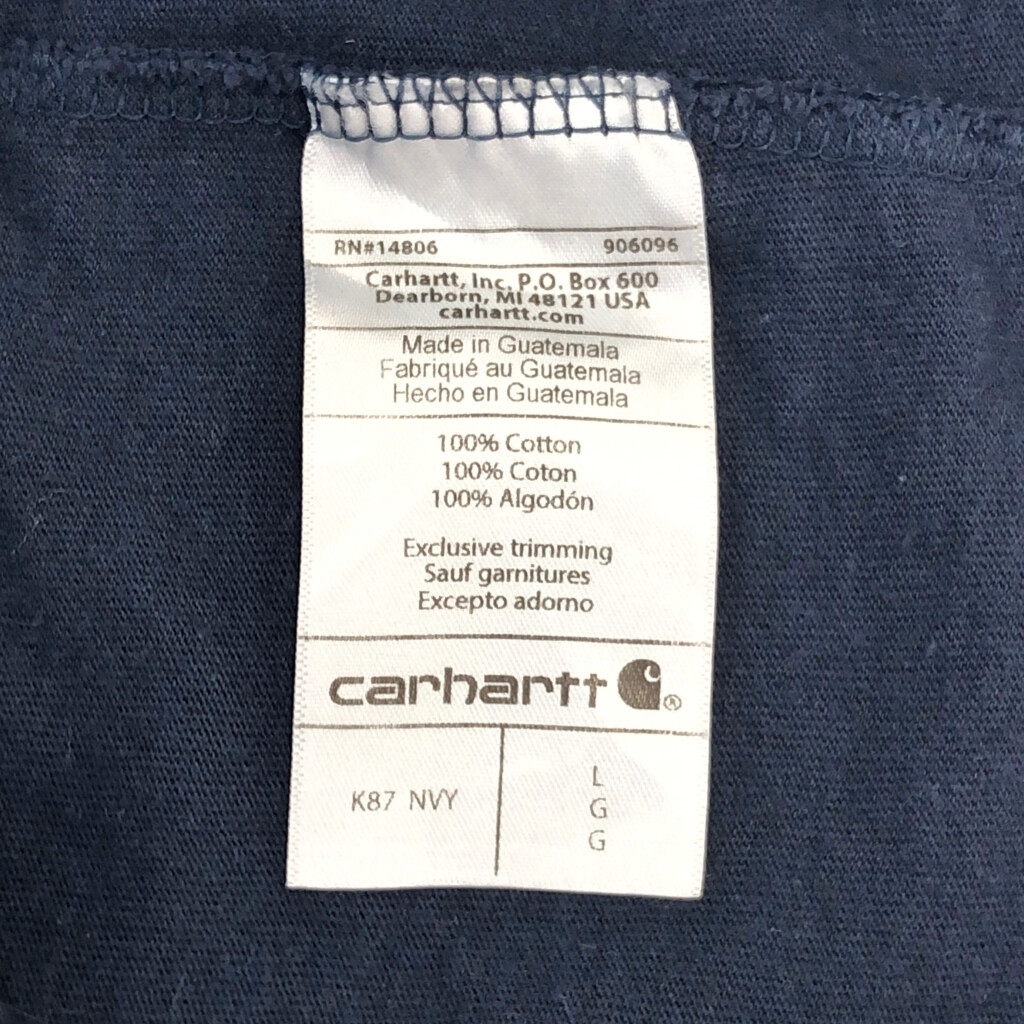 RN#14806 906096
Carhartt, Inc. P.O. Box 600
Dearborn, MI 48121 USA
carhartt.com
Made in Guatemala
Fabriqué au Guatemala
Hecho en Guatemala
100% Cotton
100% Coton
100% Algodón
Exclusive trimming
Sauf garnitures
Excepto adorno
carhartt ®
K87 NVY
L
G
G